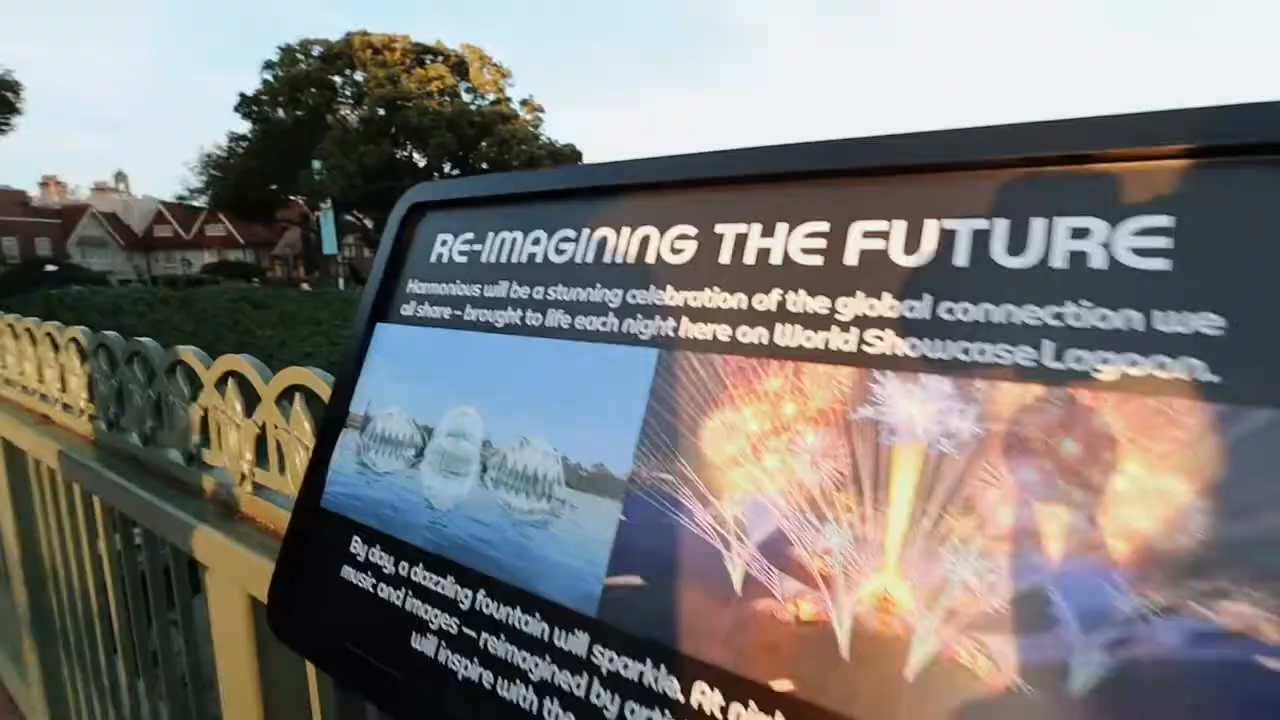 RE-IMAGINING THE FUTURE
Harmonious will be a stunning celebration of the global connection we
all share – brought to life each night here on World Showcase Lagoon.
By day, a dazzling fountain will sparkle. At
music and images – reimagined by
will inspire with the